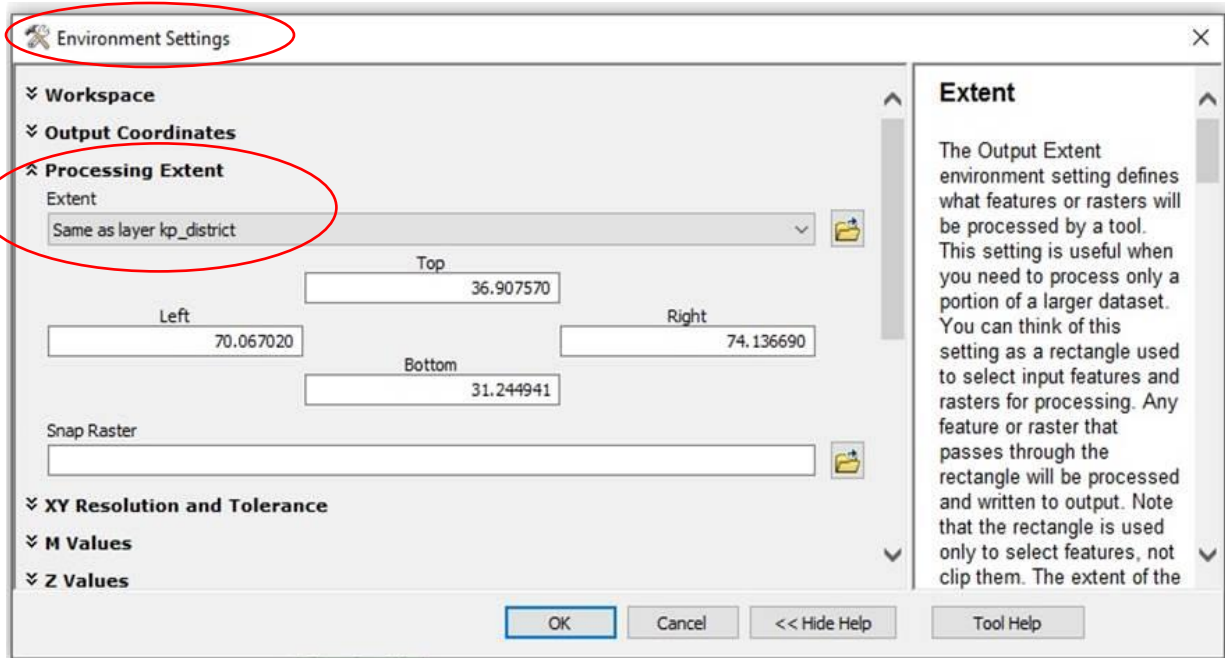 Environment Settings
Workspace
Output Coordinates
Processing Extent
Extent
Same as layer kp_district
Top
36.907570
Left
Right
70.067020
74.136690
Bottom
31.244941
Snap Raster
XY Resolution and Tolerance
M Values
Z Values
OK
Cancel
<< Hide Help
Tool Help
Extent
The Output Extent
environment setting defines
what features or rasters will
be processed by a tool.
This setting is useful when
you need to process only a
portion of a larger dataset.
You can think of this
setting as a rectangle used
to select input features and
rasters for processing. Any
feature or raster that
passes through the
rectangle will be processed
and written to output. Note
that the rectangle is used
only to select features, not
clip them. The extent of the